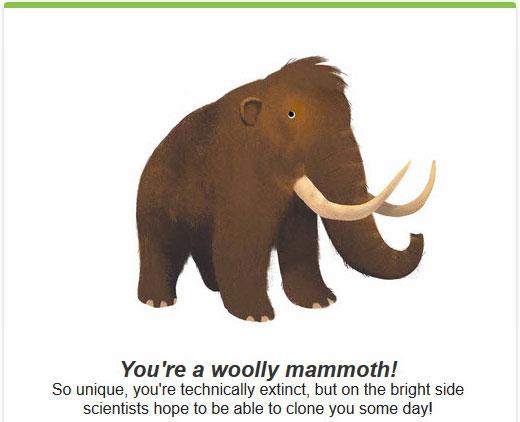 You're a woolly mammoth!
So unique, you're technically extinct, but on the bright side
scientists hope to be able to clone you some day!